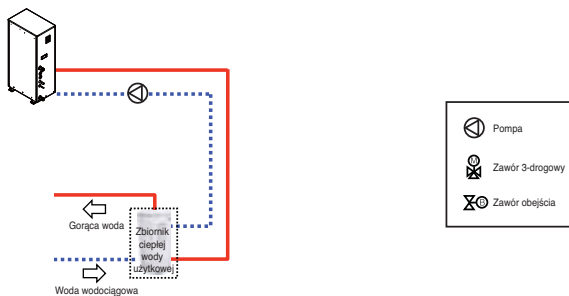 Pompa
M
Zawór 3-drogowy
B
Zawór obejścia
Gorąca woda
Zbiornik
ciepłej
wody
użytkowej
Woda wodociągowa